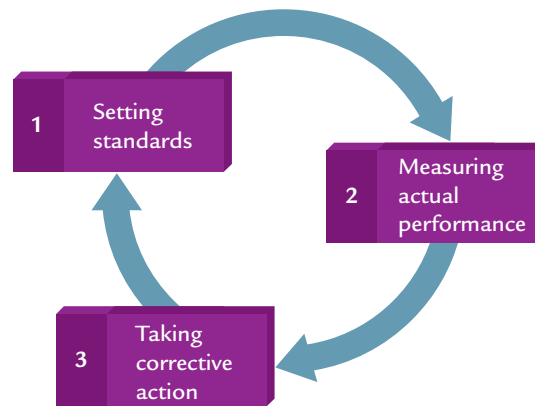 1
Setting
standards
2
Measuring
actual
performance
3
Taking
corrective
action